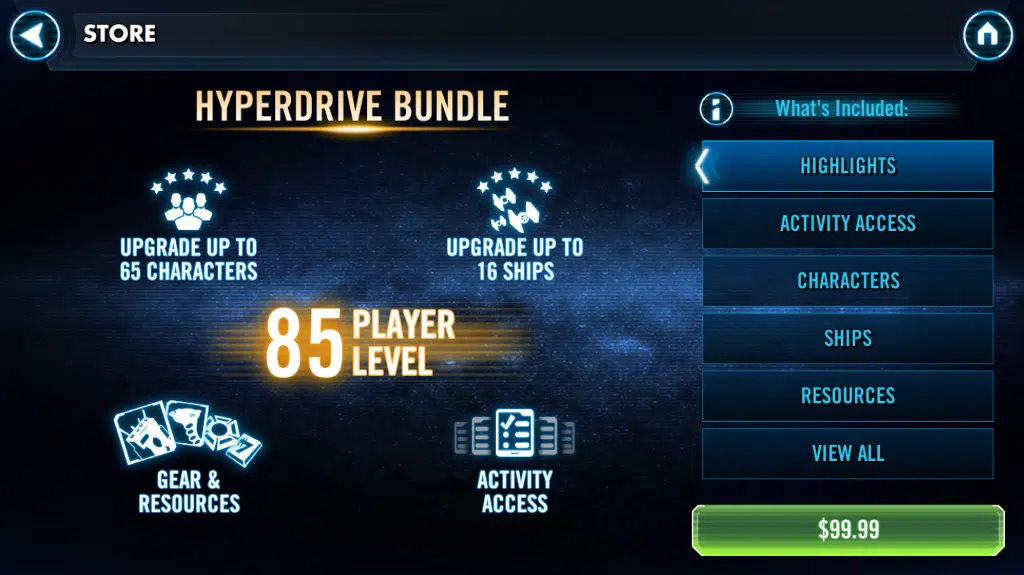 STORE
HYPERDRIVE BUNDLE
UPGRADE UP TO
65 CHARACTERS
UPGRADE UP TO
16 SHIPS
85 PLAYER
LEVEL
GEAR &
RESOURCES
ACTIVITY
ACCESS
What's Included:
HIGHLIGHTS
ACTIVITY ACCESS
CHARACTERS
SHIPS
RESOURCES
VIEW ALL
$99.99